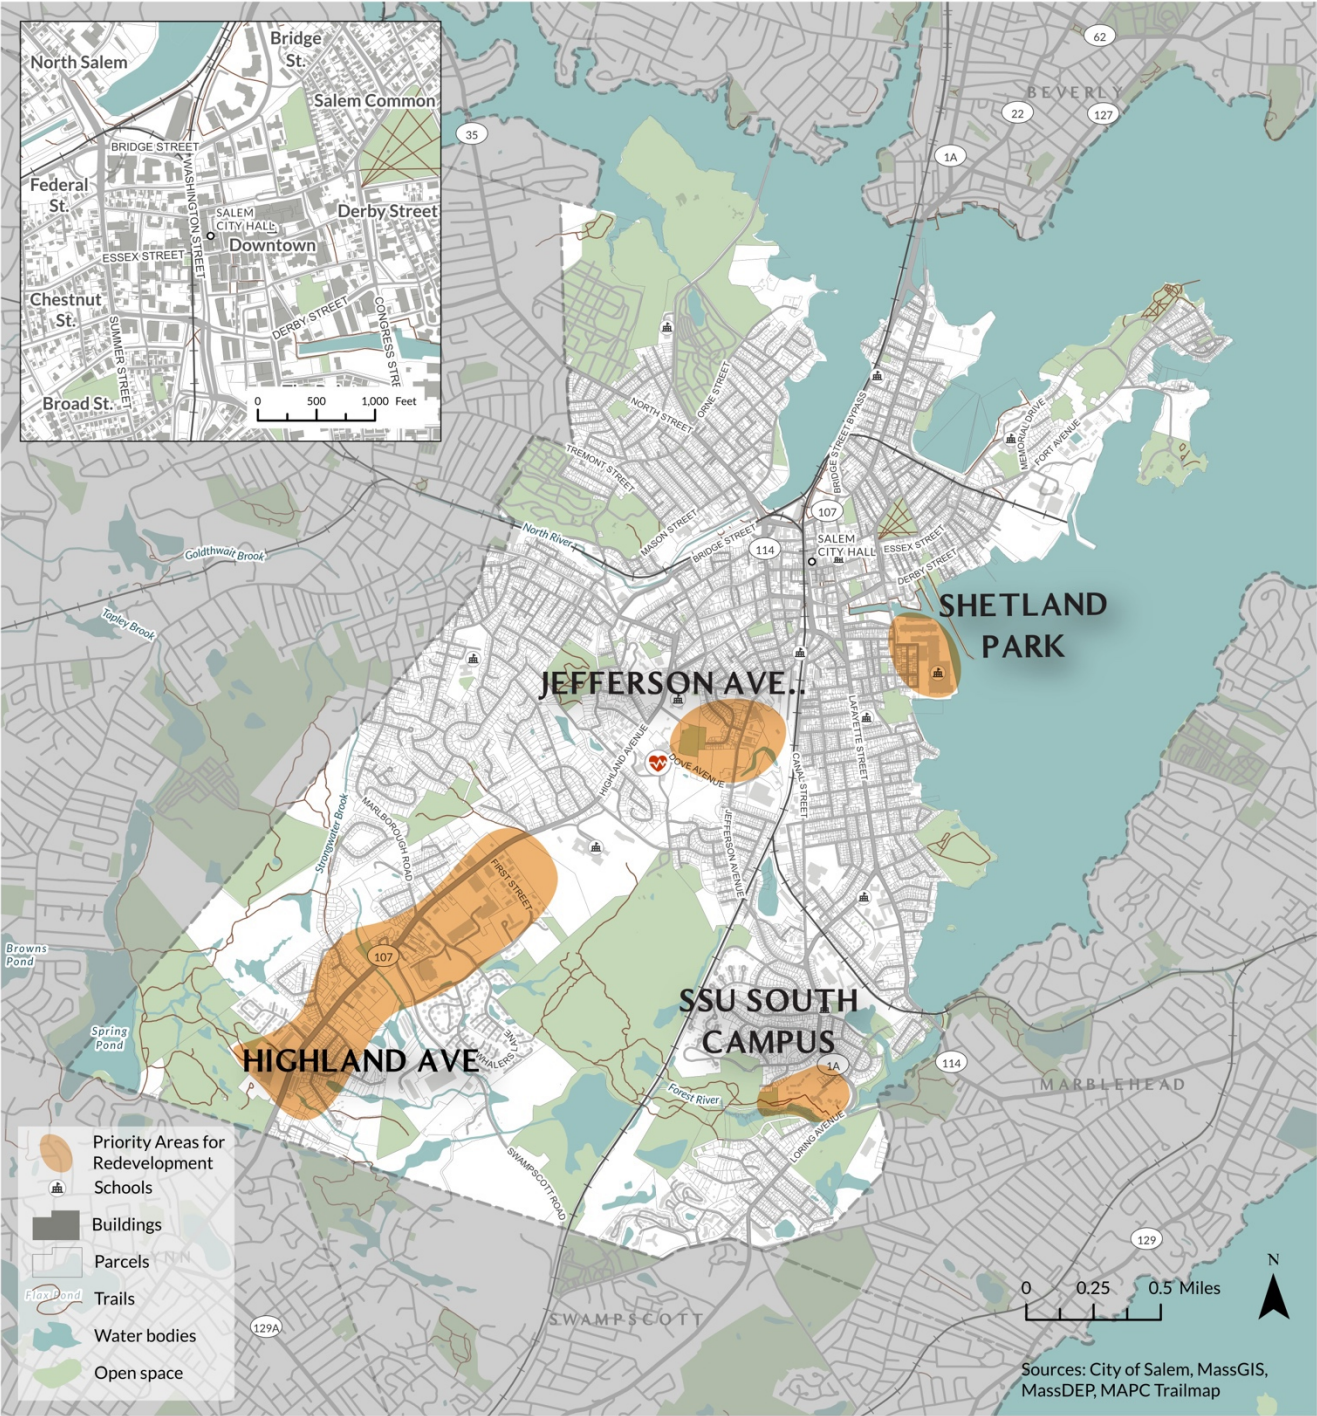 North Salem
Bridge
St.
Salem Common
BRIDGE STREET
WASHINGTON STREET
Federal
St.
SALEM
CITY HALL
Derby Street
Downtown
ESSEX STREET
Chestnut
St.
DERBY STREET
SUMMER STREET
CONGRESS STRE
Broad St.
0 500 1,000 Feet
62
BEVERLY
22
127
35
1A
NORTH STREET
ORNE STREET
TREMONT STREET
BRIDGE STREET BYPASS
MEMORIAL DRIVE
FORT AVENUE
MASON STREET
North River
BRIDGE STREET
107
114
SALEM
CITY HALL
ESSEX STREET
DERBY STREET
Goldthwait Brook
Tapley Brook
SHETLAND
PARK
JEFFERSON AVE..
LAFAYETTE STREET
HIGHLAND AVENUE
DOVE AVENUE
CANAL STREET
JEFFERSON AVENUE
MARLBOROUGH ROAD
Strongwater Brook
FIRST STREET
107
Browns
Pond
Spring
Pond
SSU SOUTH
CAMPUS
HIGHLAND AVE
WHALERS LANE
1A
114
Forest River
LORING AVENUE
MARBLEHEAD
SWAMPSCOTT ROAD
129
SWAMPSCOTT
129A
LYNN
Flax Pond
Priority Areas for
Redevelopment
Schools
Buildings
Parcels
Trails
Water bodies
Open space
N
0 0.25 0.5 Miles
Sources: City of Salem, MassGIS,
MassDEP, MAPC Trailmap